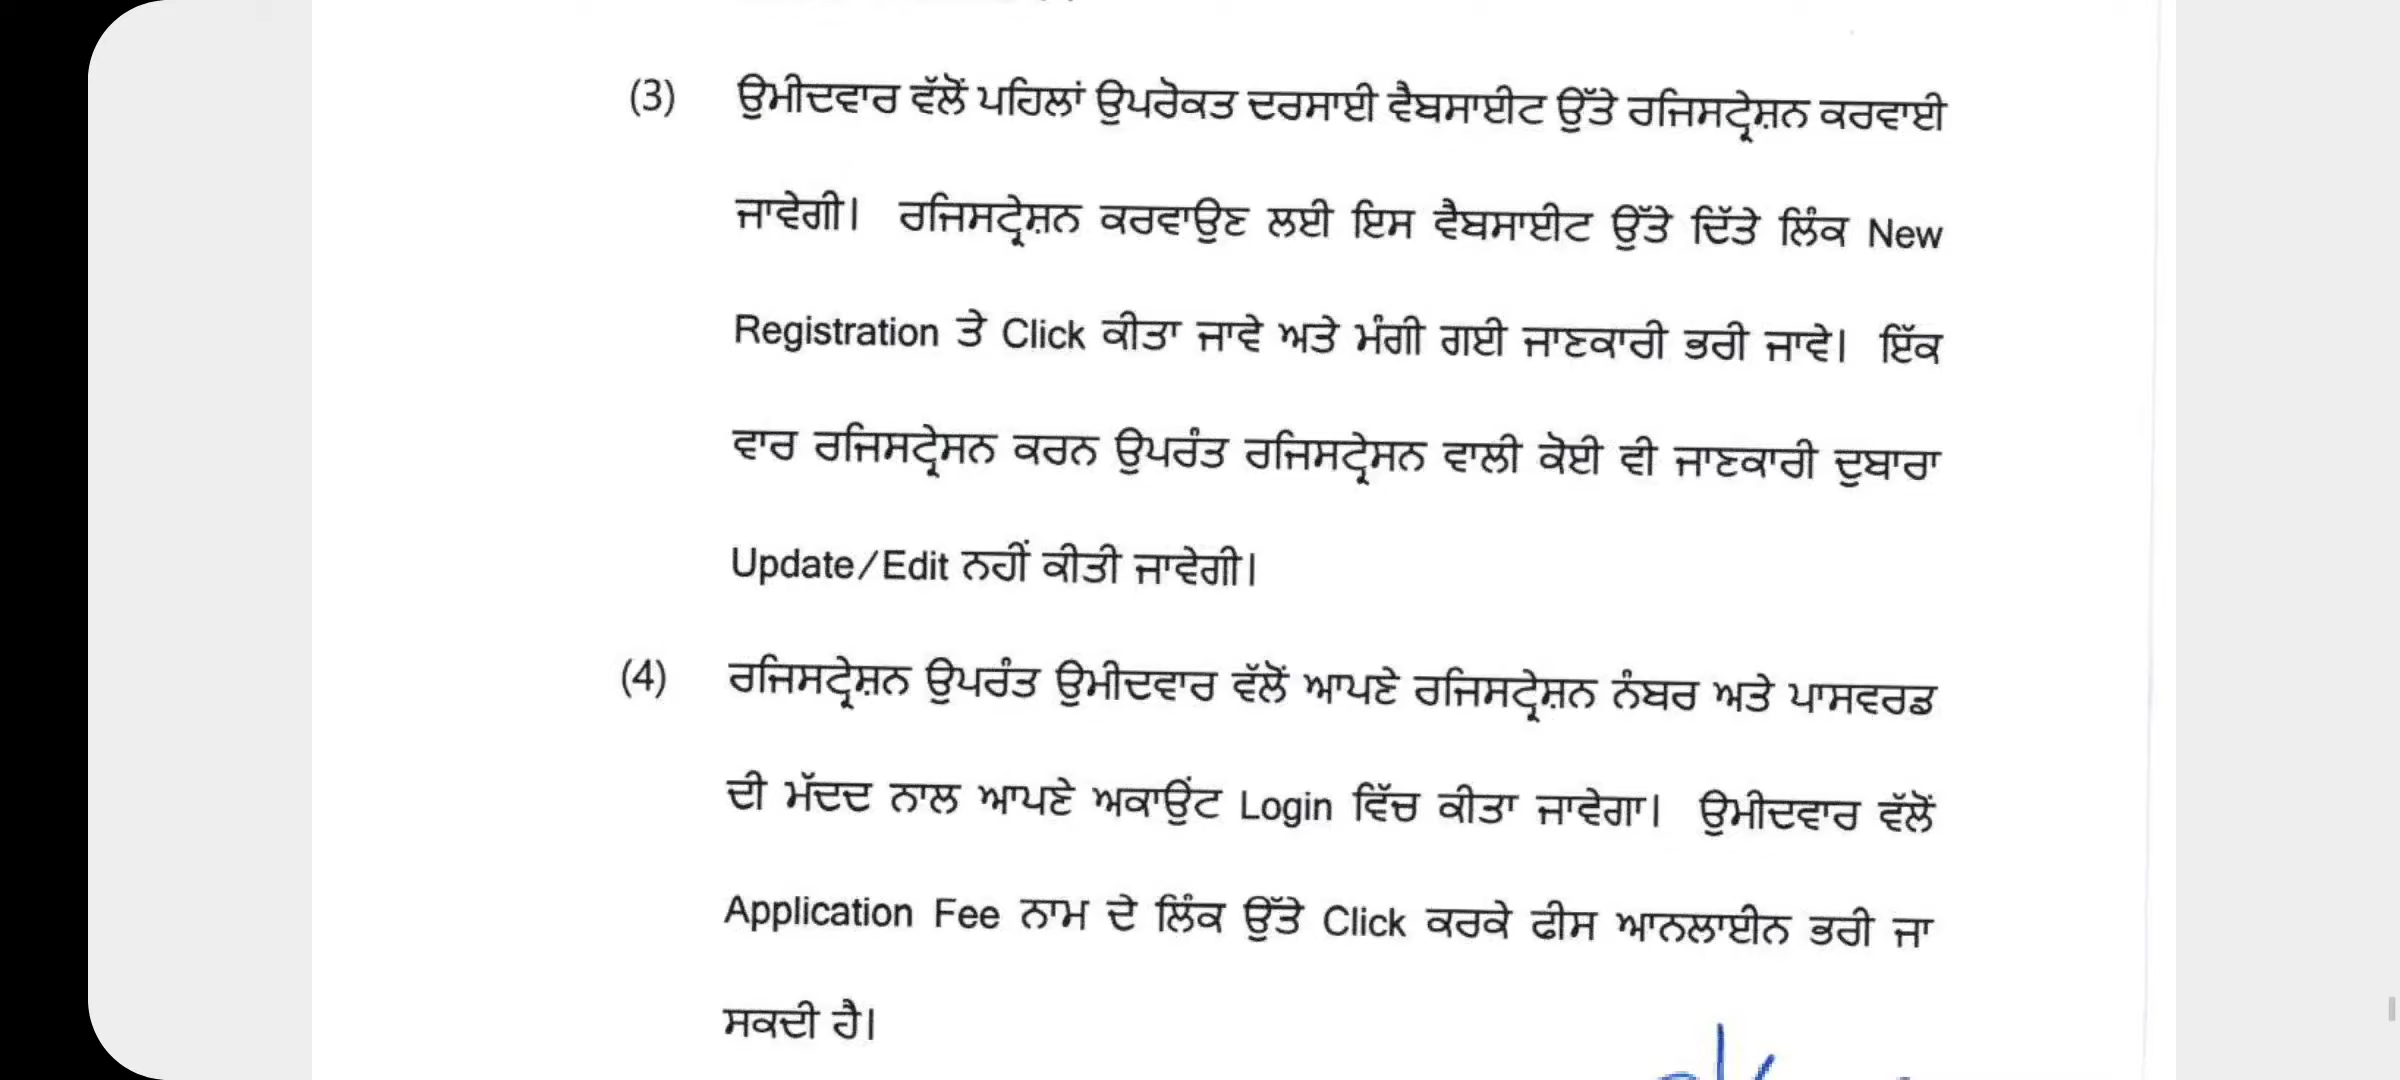 (3) ਉਮੀਦਵਾਰ ਵੱਲੋਂ ਪਹਿਲਾਂ ਉਪਰੋਕਤ ਦਰਸਾਈ ਵੈਬਸਾਈਟ ਉੱਤੇ ਰਜਿਸਟ੍ਰੇਸ਼ਨ ਕਰਵਾਈ
ਜਾਵੇਗੀ। ਰਜਿਸਟ੍ਰੇਸ਼ਨ ਕਰਵਾਉਣ ਲਈ ਇਸ ਵੈਬਸਾਈਟ ਉੱਤੇ ਦਿੱਤੇ ਲਿੰਕ New
Registration ਤੇ Click ਕੀਤਾ ਜਾਵੇ ਅਤੇ ਮੰਗੀ ਗਈ ਜਾਣਕਾਰੀ ਭਰੀ ਜਾਵੇ। ਇੱਕ
ਵਾਰ ਰਜਿਸਟ੍ਰੇਸਨ ਕਰਨ ਉਪਰੰਤ ਰਜਿਸਟ੍ਰੇਸਨ ਵਾਲੀ ਕੋਈ ਵੀ ਜਾਣਕਾਰੀ ਦੁਬਾਰਾ
Update/Edit ਨਹੀਂ ਕੀਤੀ ਜਾਵੇਗੀ।
(4) ਰਜਿਸਟ੍ਰੇਸ਼ਨ ਉਪਰੰਤ ਉਮੀਦਵਾਰ ਵੱਲੋਂ ਆਪਣੇ ਰਜਿਸਟ੍ਰੇਸ਼ਨ ਨੰਬਰ ਅਤੇ ਪਾਸਵਰਡ
ਦੀ ਮੱਦਦ ਨਾਲ ਆਪਣੇ ਅਕਾਉਂਟ Login ਵਿੱਚ ਕੀਤਾ ਜਾਵੇਗਾ। ਉਮੀਦਵਾਰ ਵੱਲੋਂ
Application Fee ਨਾਮ ਦੇ ਲਿੰਕ ਉੱਤੇ Click ਕਰਕੇ ਫੀਸ ਆਨਲਾਈਨ ਭਰੀ ਜਾ
ਸਕਦੀ ਹੈ।